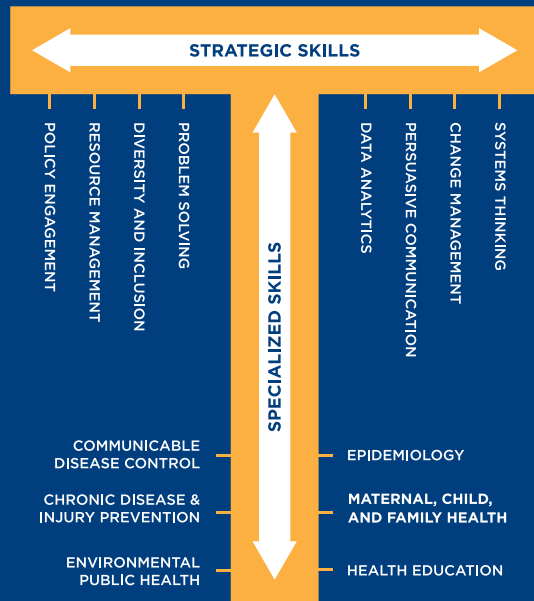 STRATEGIC SKILLS
POLICY ENGAGEMENT
RESOURCE MANAGEMENT
DIVERSITY AND INCLUSION
PROBLEM SOLVING
DATA ANALYTICS
PERSUASIVE COMMUNICATION
CHANGE MANAGEMENT
SYSTEMS THINKING
SPECIALIZED SKILLS
COMMUNICABLE
DISEASE CONTROL
CHRONIC DISEASE &
INJURY PREVENTION
ENVIRONMENTAL
PUBLIC HEALTH
EPIDEMIOLOGY
MATERNAL, CHILD,
AND FAMILY HEALTH
HEALTH EDUCATION